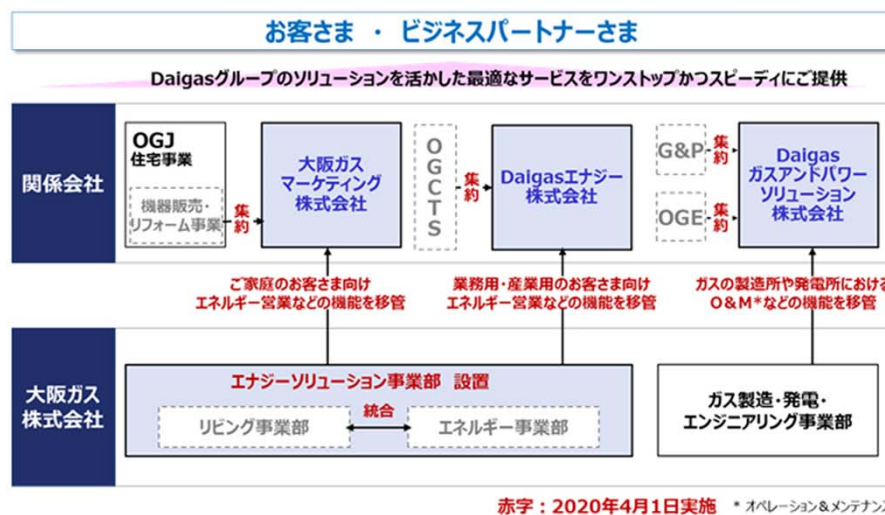 お客さま ・ ビジネスパートナーさま
Daigasグループのソリューションを活かした最適なサービスをワンストップかつスピーディにご提供
関係会社
OGJ
住宅事業
機器販売・
リフォーム事業
集約
大阪ガス
マーケティング
株式会社
OGCTS
集約
Daigasエナジー
株式会社
G&P
集約
OGE
集約
Daigas
ガスアンドパワー
ソリューション
株式会社
ご家庭のお客さま向け
エネルギー営業などの機能を移管
業務用・産業用のお客さま向け
エネルギー営業などの機能を移管
ガスの製造所や発電所における
O&M*などの機能を移管
大阪ガス
株式会社
エナジーソリューション事業部 設置
リビング事業部
統合
エネルギー事業部
ガス製造・発電・
エンジニアリング事業部
赤字：2020年4月1日実施 * オペレーション&メンテナンス